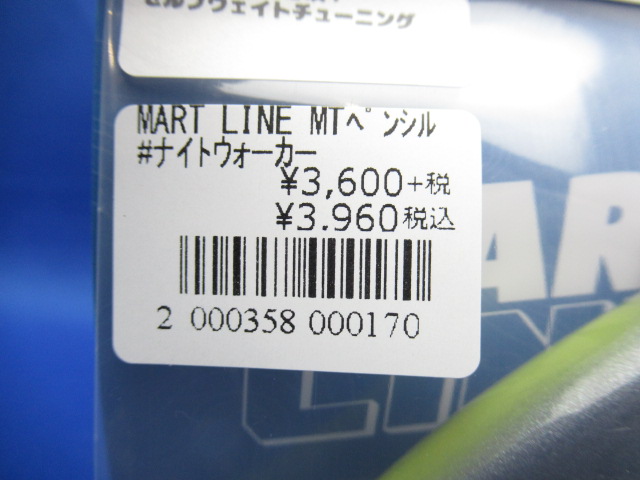 セルフウェイトチューニング
MART LINE MTペンシル
#ナイトウォーカー
¥3,600+税
¥3.960税込
2 000358 000170
AR
LIN